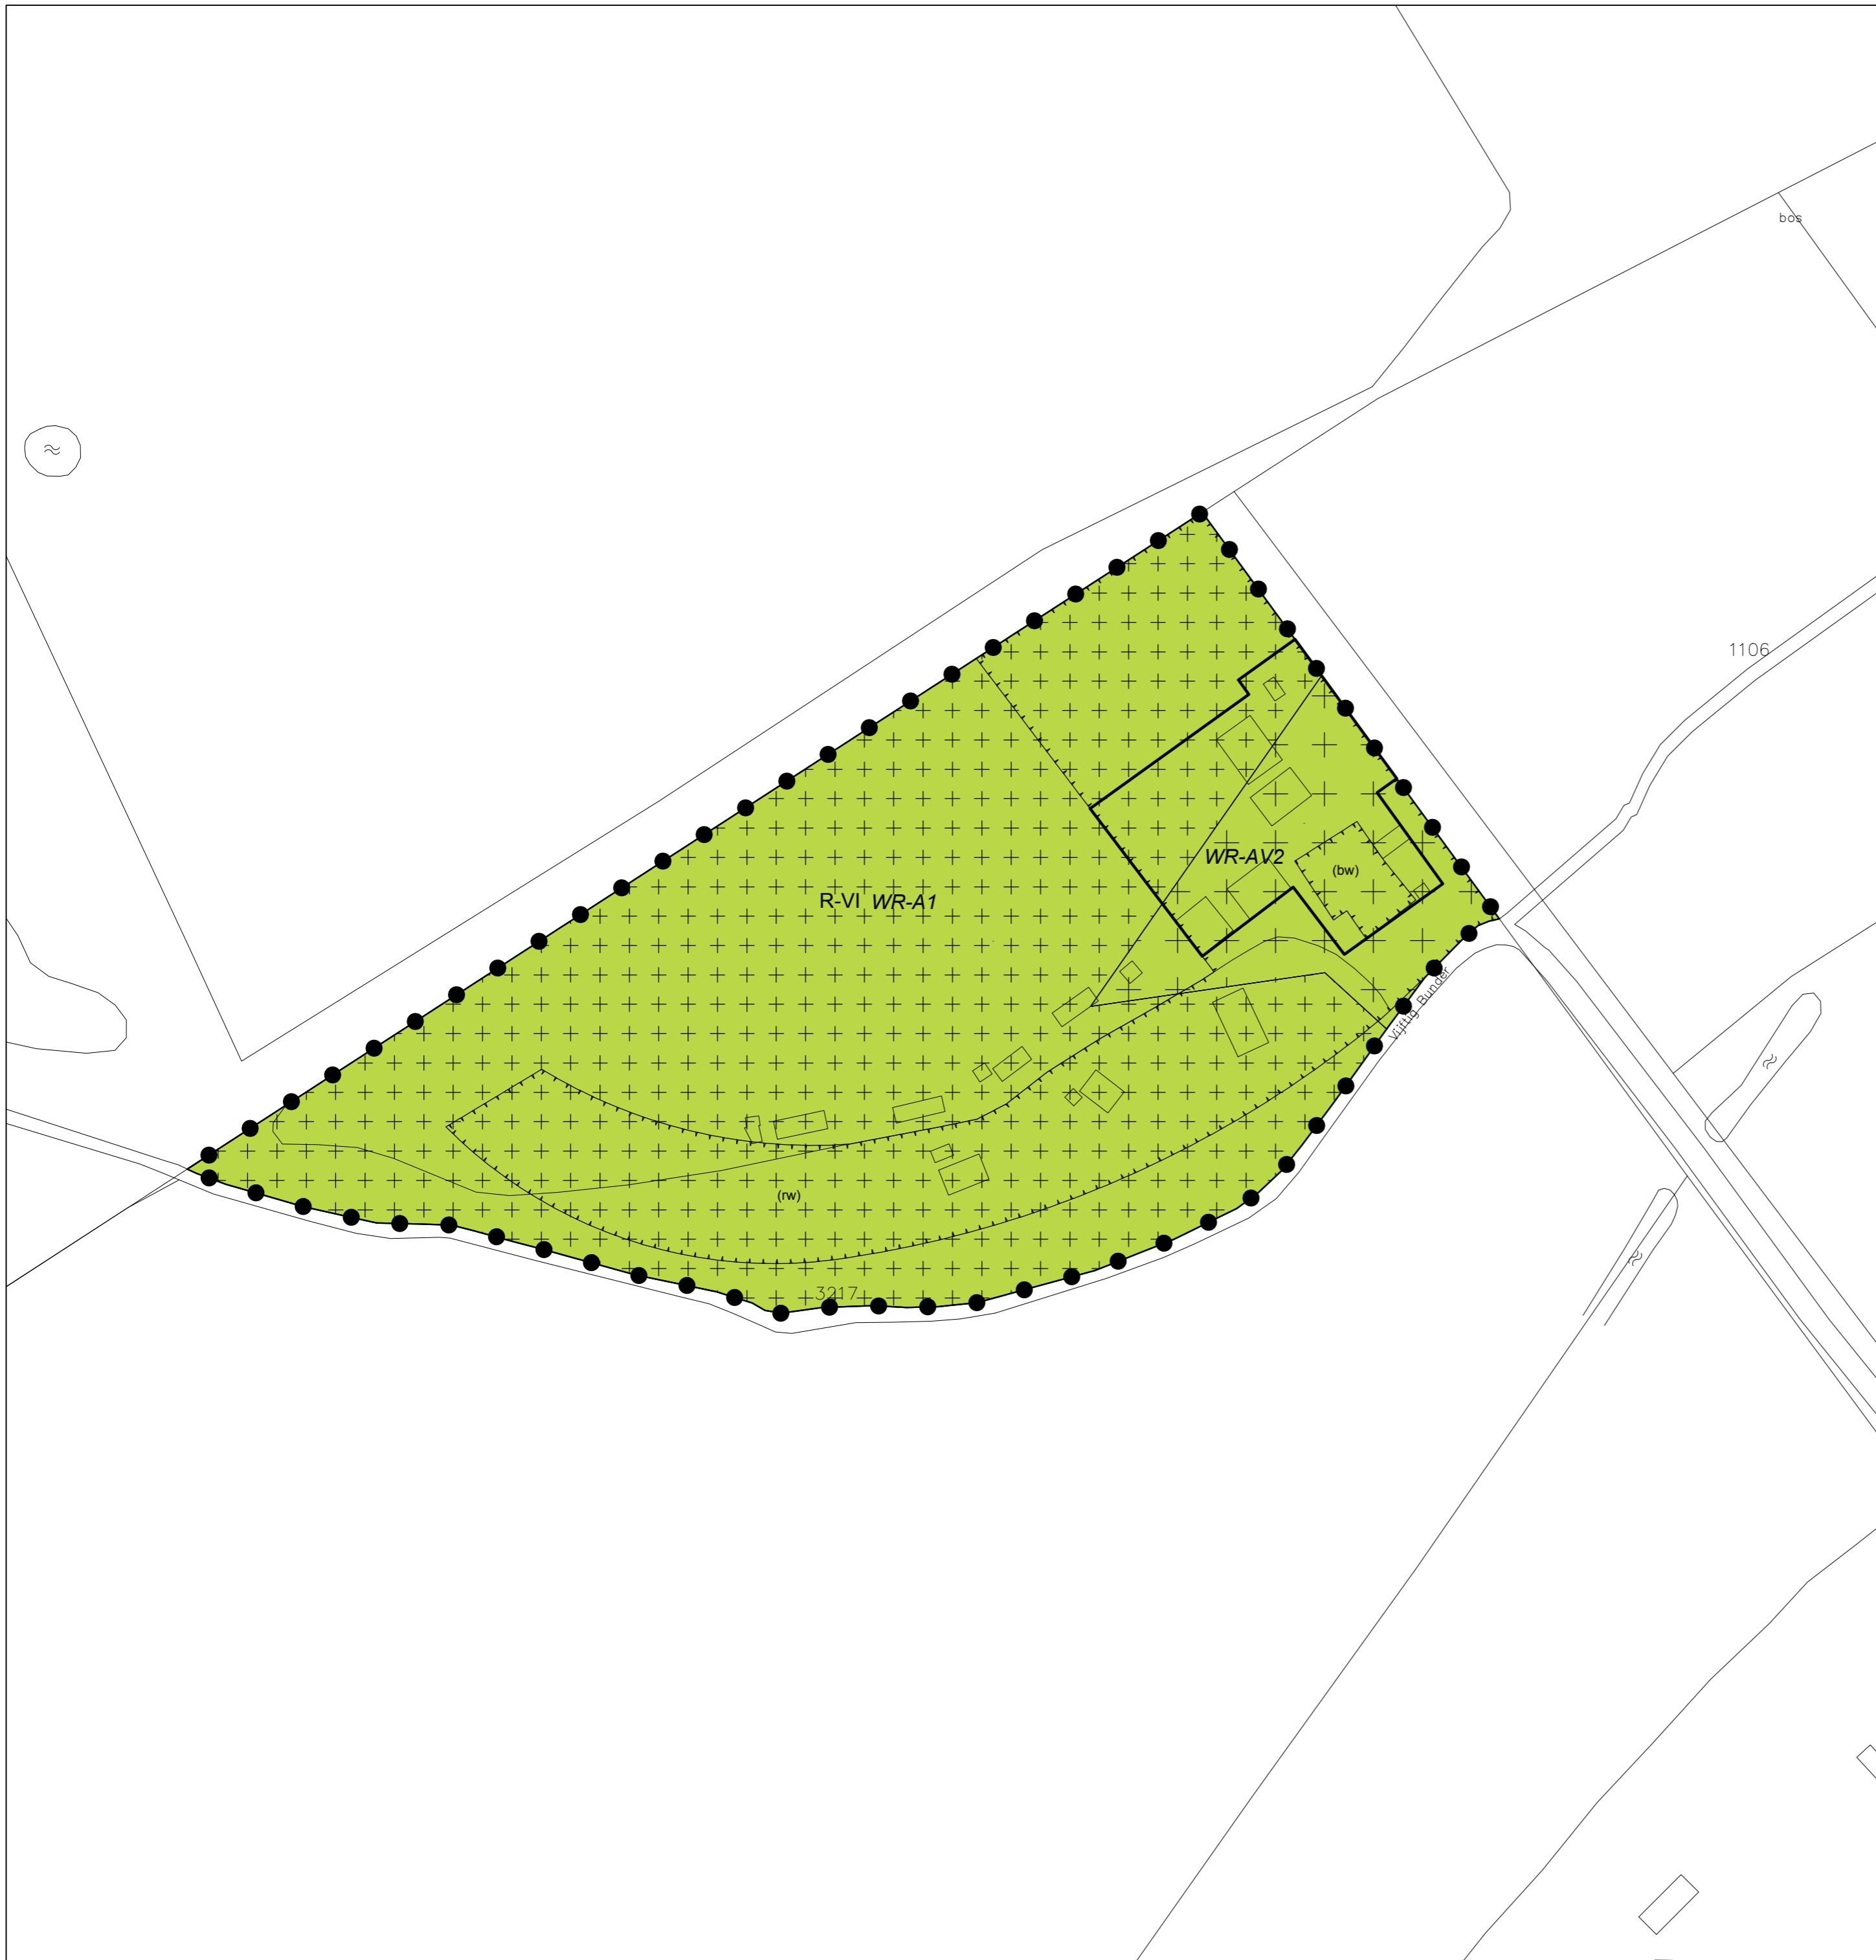 bos
1106
WR-AV2
(bw)
R-VI WR-A1
Vijftig Bunder
(rw)
3217